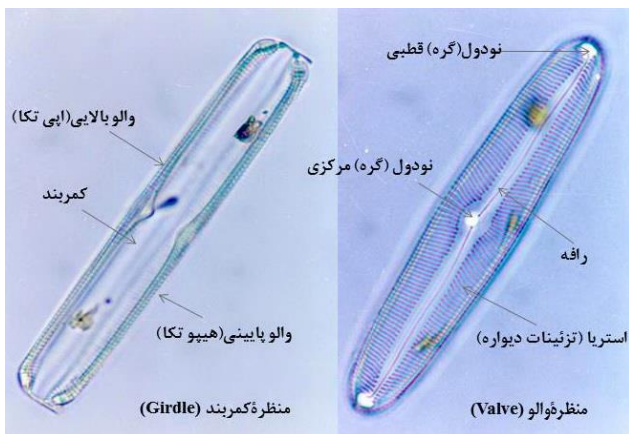 نودول(گره) قطبی
والو بالایی(اپی تکا)
نودول (گره) مرکزی
کمربند
رافه
والو پایینی(هیپو تکا)
استریا (تزئینات دیواره)
منظرۀ کمربند (Girdle)
منظرۀ والو (Valve)